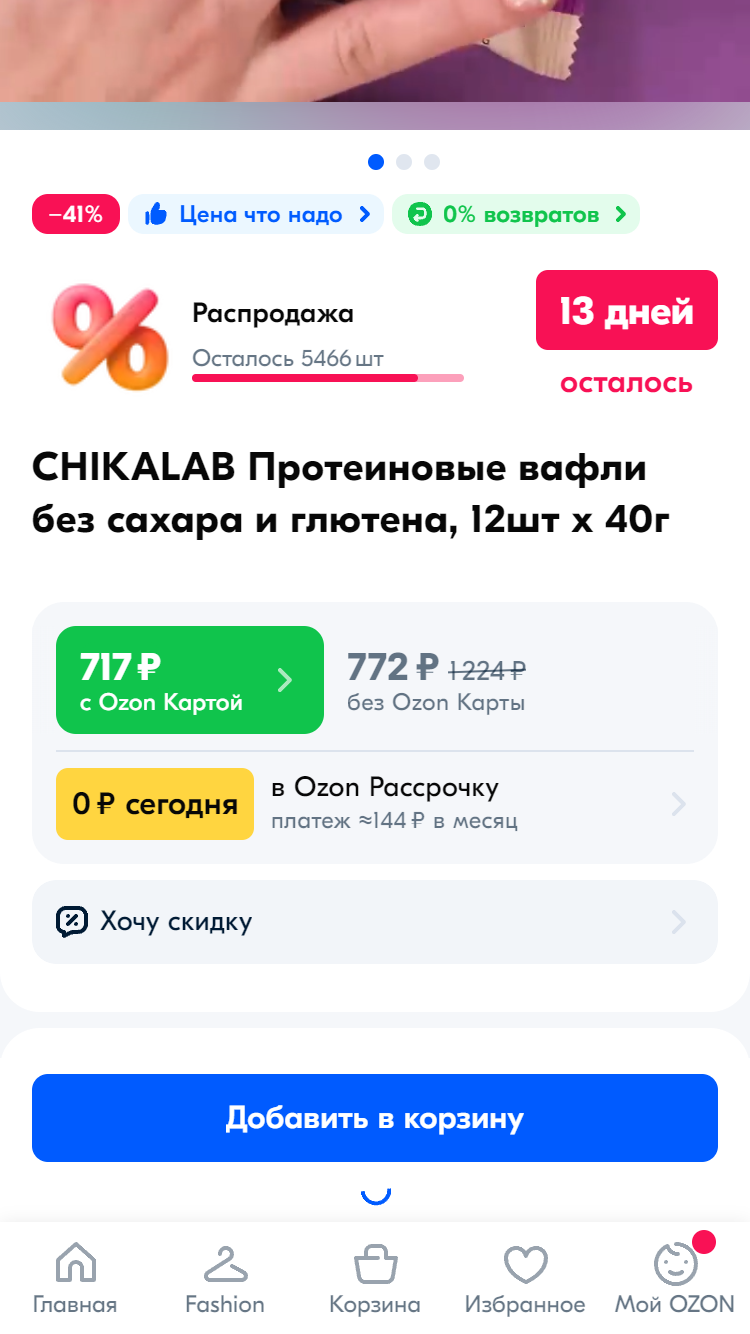 −41%
Цена что надо
0% возвратов
%
Распродажа
Осталось 5466 шт
13 дней
осталось
CHIKALAB Протеиновые вафли
без сахара и глютена, 12шт х 40г
717 ₽
с Ozon Картой
772 ₽ 1 224 ₽
без Ozon Карты
0 ₽ сегодня
в Ozon Рассрочку
платеж ≈144 ₽ в месяц
Хочу скидку
Добавить в корзину
Главная
Fashion
Корзина
Избранное
Мой OZON